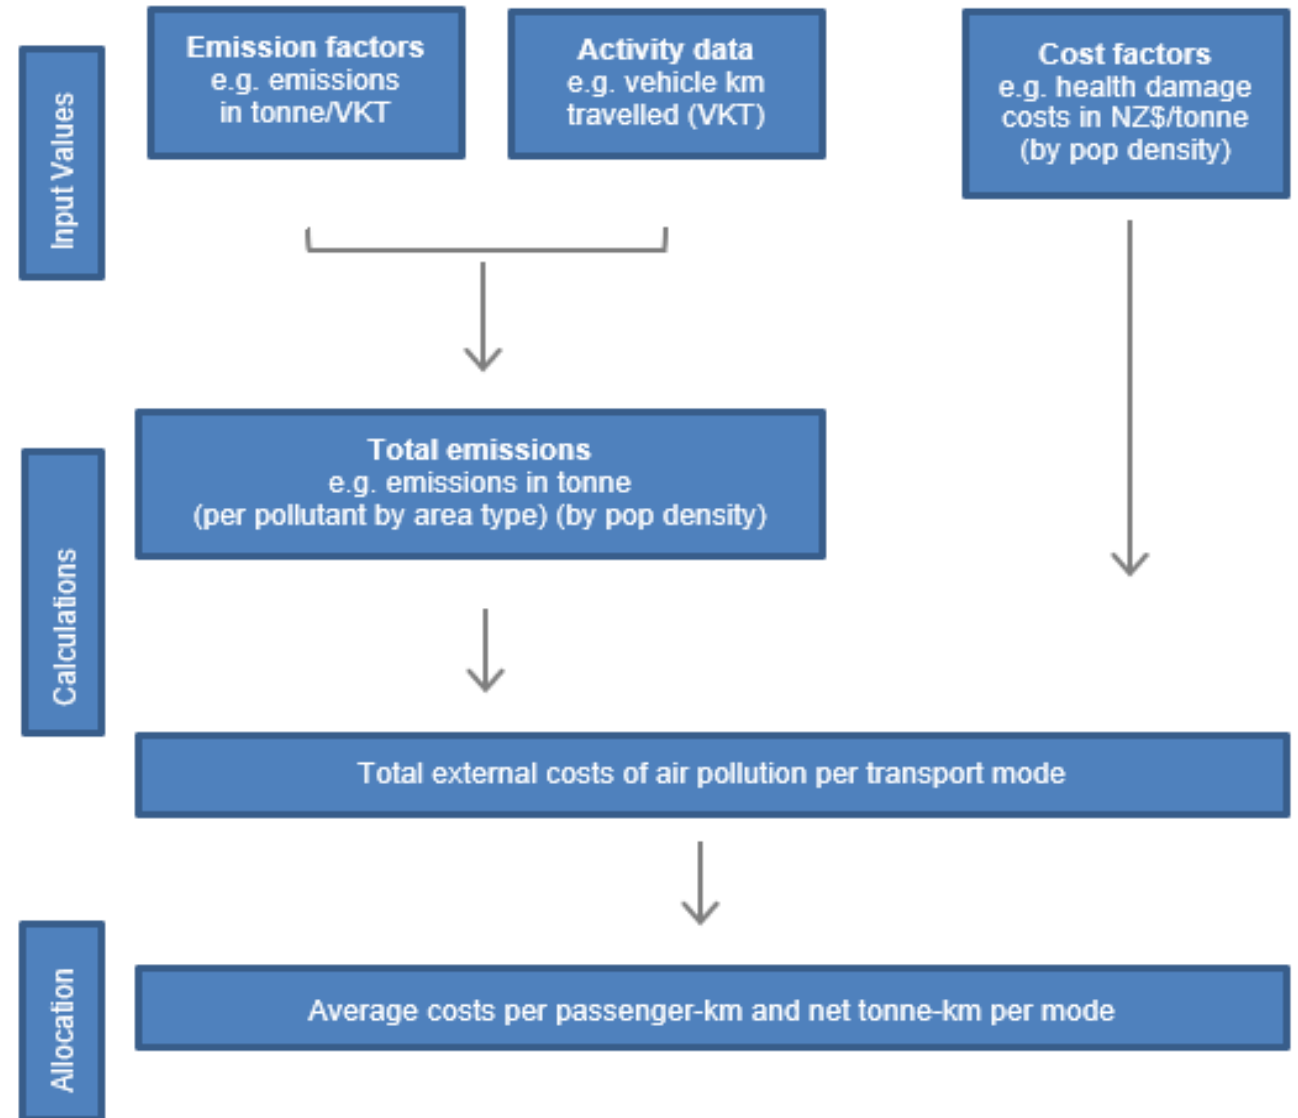 Input Values
Emission factors
e.g. emissions
in tonne/VKT
Activity data
e.g. vehicle km
travelled (VKT)
Cost factors
e.g. health damage
costs in NZ$/tonne
(by pop density)
Calculations
Total emissions
e.g. emissions in tonne
(per pollutant by area type) (by pop density)
Total external costs of air pollution per transport mode
Allocation
Average costs per passenger-km and net tonne-km per mode